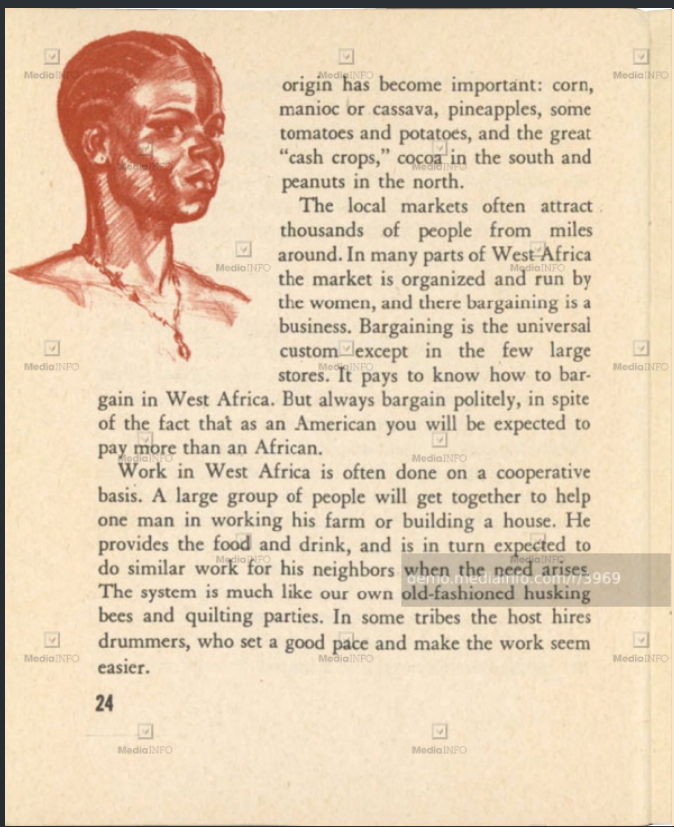 origin has become important: corn,
manioc or cassava, pineapples, some
tomatoes and potatoes, and the great
“cash crops,” cocoa in the south and
peanuts in the north.
The local markets often attract
thousands of people from miles
around. In many parts of West Africa
the market is organized and run by
the women, and there bargaining is a
business. Bargaining is the universal
custom except in the few large
stores. It pays to know how to bar-
gain in West Africa. But always bargain politely, in spite
of the fact that as an American you will be expected to
pay more than an African.
Work in West Africa is often done on a cooperative
basis. A large group of people will get together to help
one man in working his farm or building a house. He
provides the food and drink, and is in turn expected to
do similar work for his neighbors when the need arises.
The system is much like our own old-fashioned husking
bees and quilting parties. In some tribes the host hires
drummers, who set a good pace and make the work seem
easier.
24
MediaINFO
demo.mediainfo.com/r75969